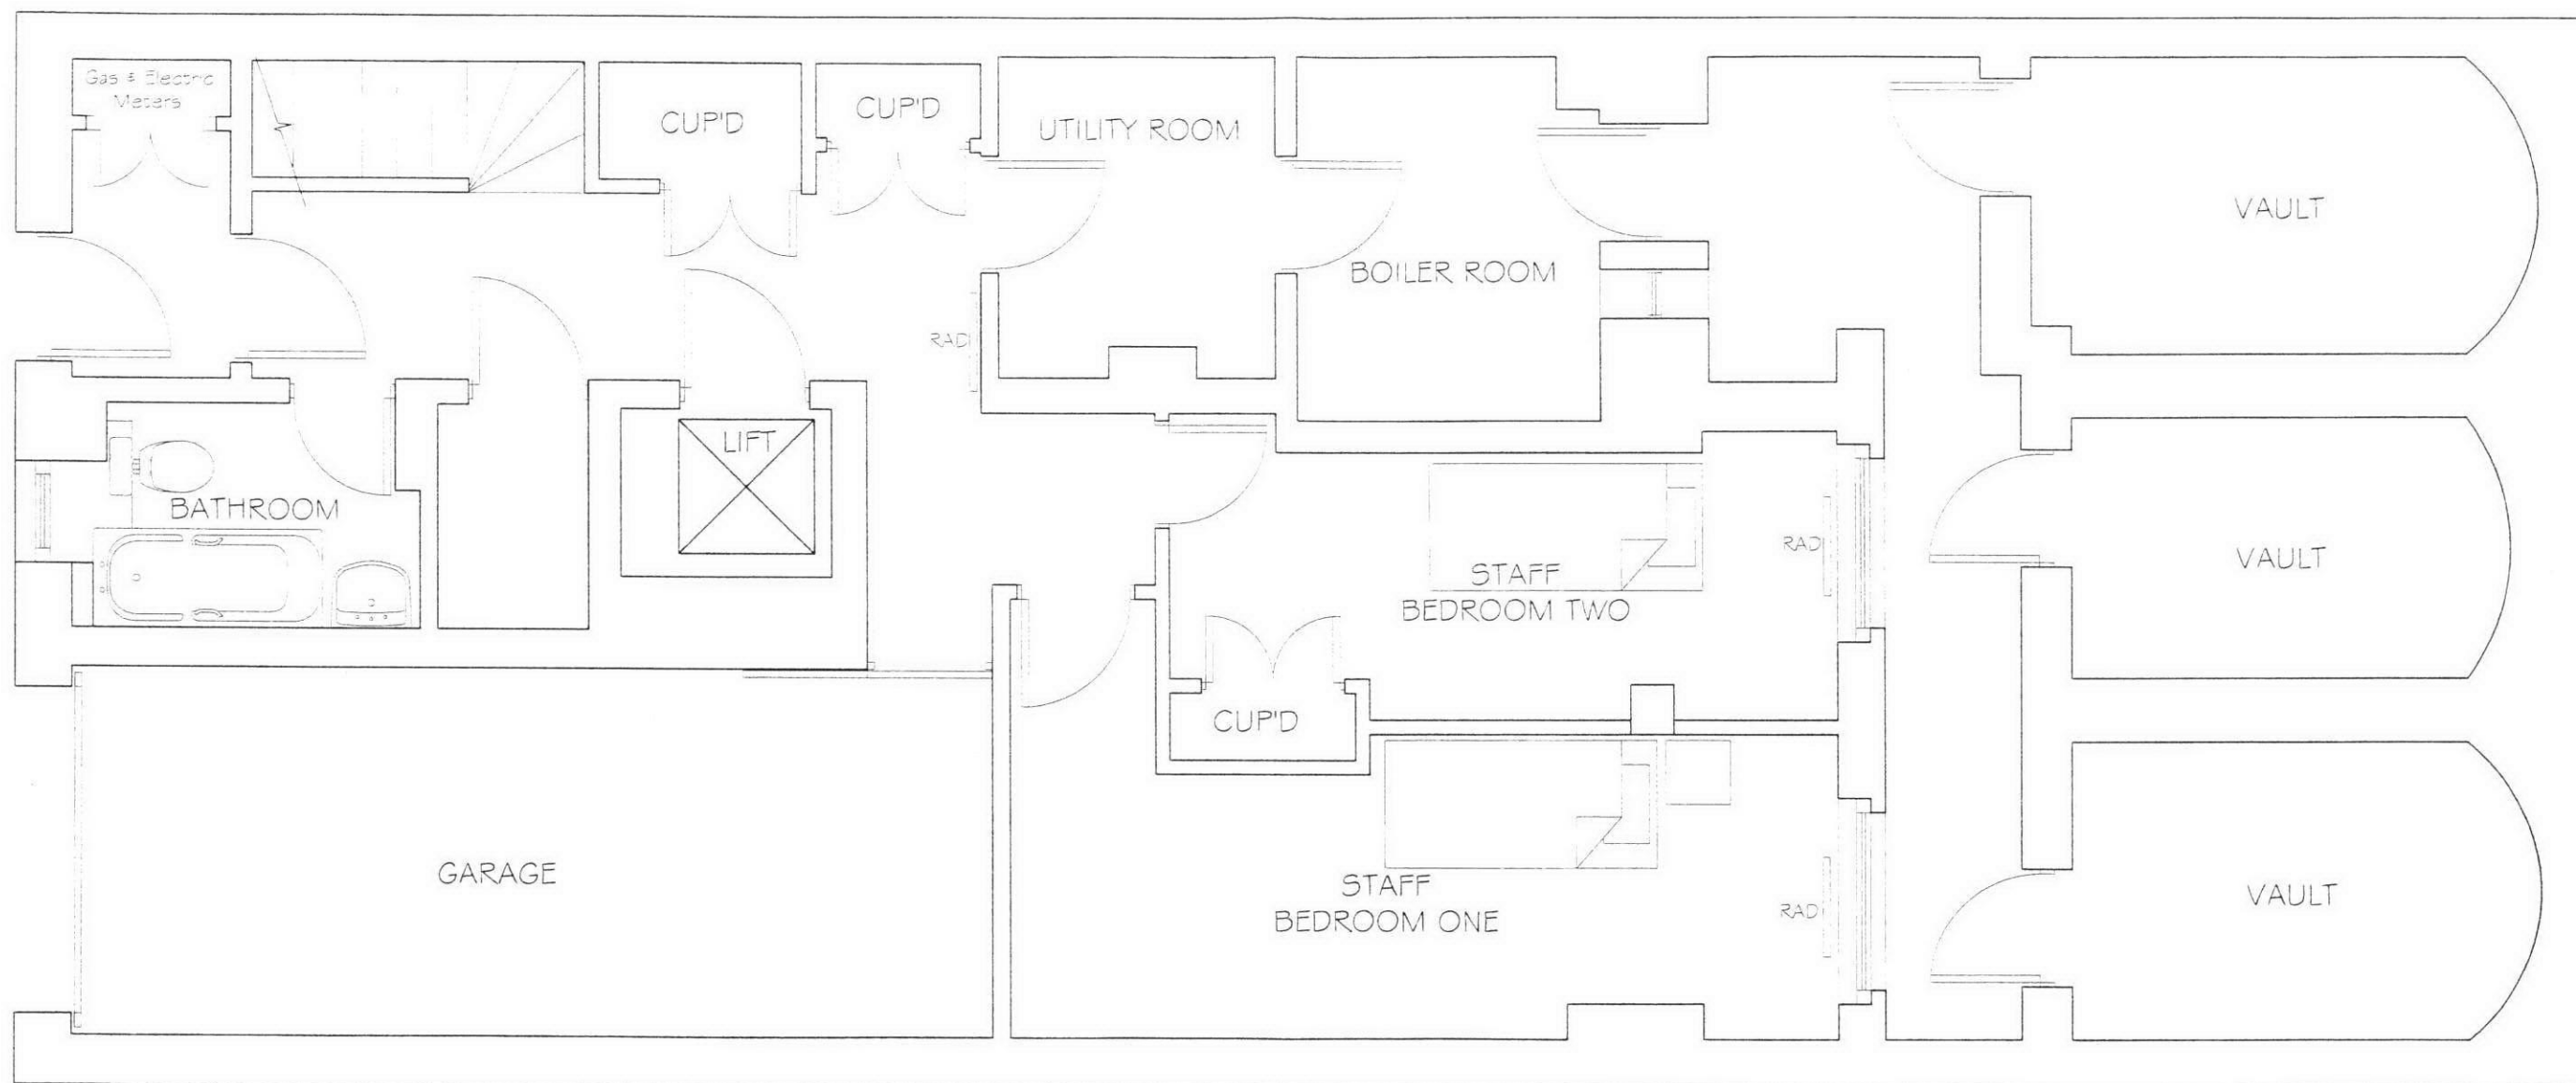 Gas & Electric
Meters
CUP'D
CUP'D
UTILITY ROOM
VAULT
BOILER ROOM
RAD
LIFT
BATHROOM
RAD
STAFF
BEDROOM TWO
VAULT
CUP'D
GARAGE
STAFF
BEDROOM ONE
RAD
VAULT